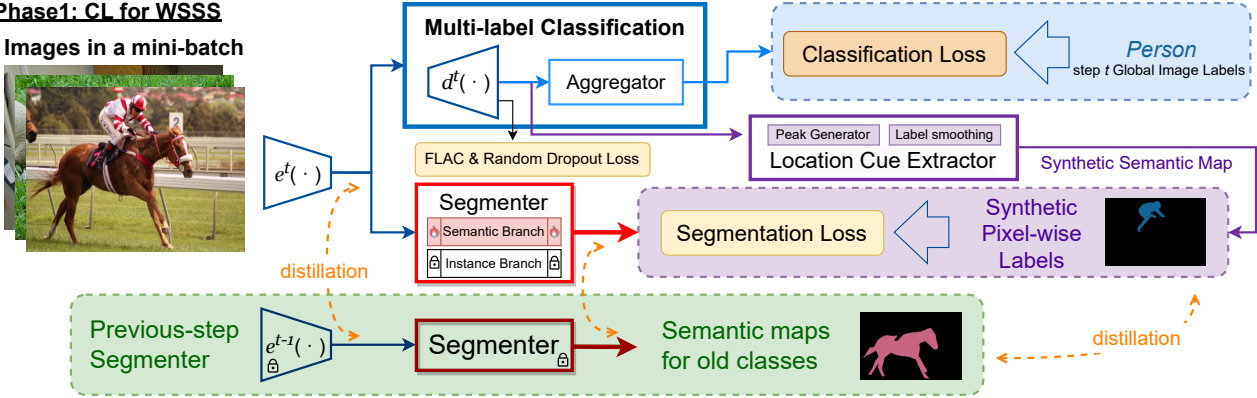 Phase1: CL for WSSS
Images in a mini-batch
2
Multi-label Classification
d^t(·)
Aggregator
Classification Loss
Person
step t Global Image Labels
FLAC & Random Dropout Loss
Peak Generator
Label smoothing
Location Cue Extractor
Synthetic Semantic Map
e^t(·)
Segmenter
Semantic Branch
Instance Branch
Segmentation Loss
Synthetic
Pixel-wise
Labels
distillation
Previous-step
Segmenter
e^{t-1}(·)
Segmenter
Semantic maps
for old classes
distillation